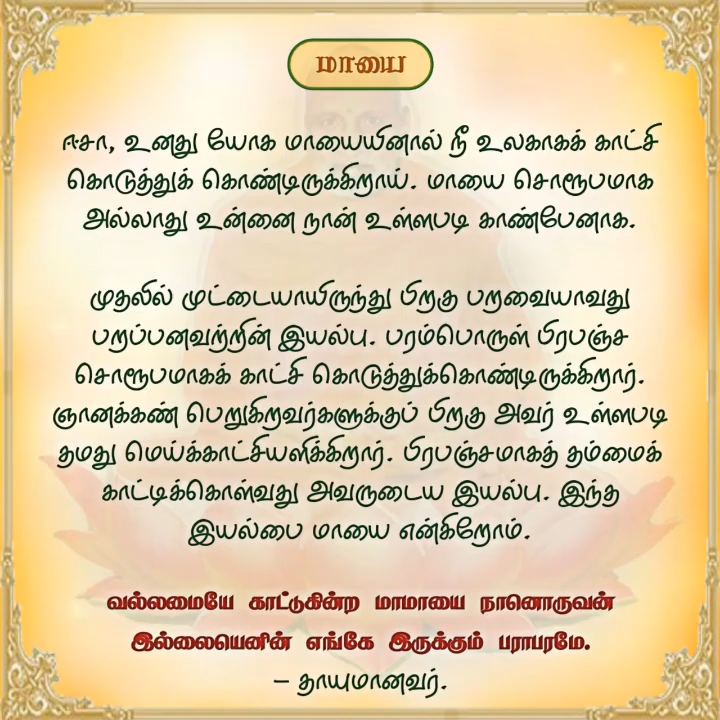 மாயை
ஈசா, உனது யோக மாயையினால் நீ உலகாகக் காட்சி
கொடுத்துக் கொண்டிருக்கிறாய். மாயை சொரூபமாக
அல்லாது உன்னை நான் உள்ளபடி காண்பேனாக.
முதலில் முட்டையாயிருந்து பிறகு பறவையாவது
பறப்பனவற்றின் இயல்பு. பரம்பொருள் பிரபஞ்ச
சொரூபமாகக் காட்சி கொடுத்துக்கொண்டிருக்கிறார்.
ஞானக்கண் பெறுகிறவர்களுக்குப் பிறகு அவர் உள்ளபடி
தமது மெய்க்காட்சியளிக்கிறார். பிரபஞ்சமாகத் தம்மைக்
காட்டிக்கொள்வது அவருடைய இயல்பு. இந்த
இயல்பை மாயை என்கிறோம்.
வல்லமையே காட்டுகின்ற மாமாயை நானொருவன்
இல்லையெனின் எங்கே இருக்கும் பராபரமே.
– தாயுமானவர்.